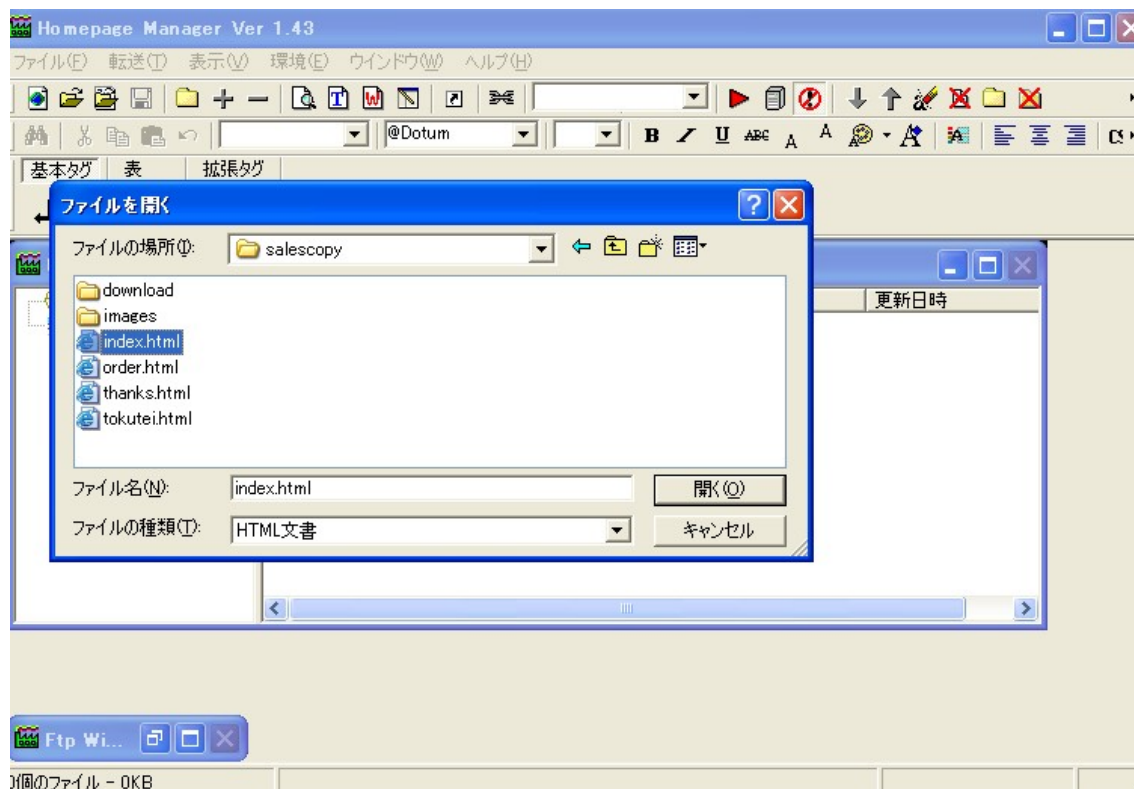 Homepage Manager Ver 1.43
ファイル(F) 転送(T) 表示(V) 環境(E) ウインドウ(W) ヘルプ(H)
@Dotum
B I U ABC A A
基本タグ 表 拡張タグ
ファイルを開く
ファイルの場所(I): salescopy
更新日時
download
images
index.html
order.html
thanks.html
tokutei.html
ファイル名(N): index.html 開く(O)
ファイルの種類(T): HTML文書 キャンセル
Ftp Wi...
個のファイル - 0KB